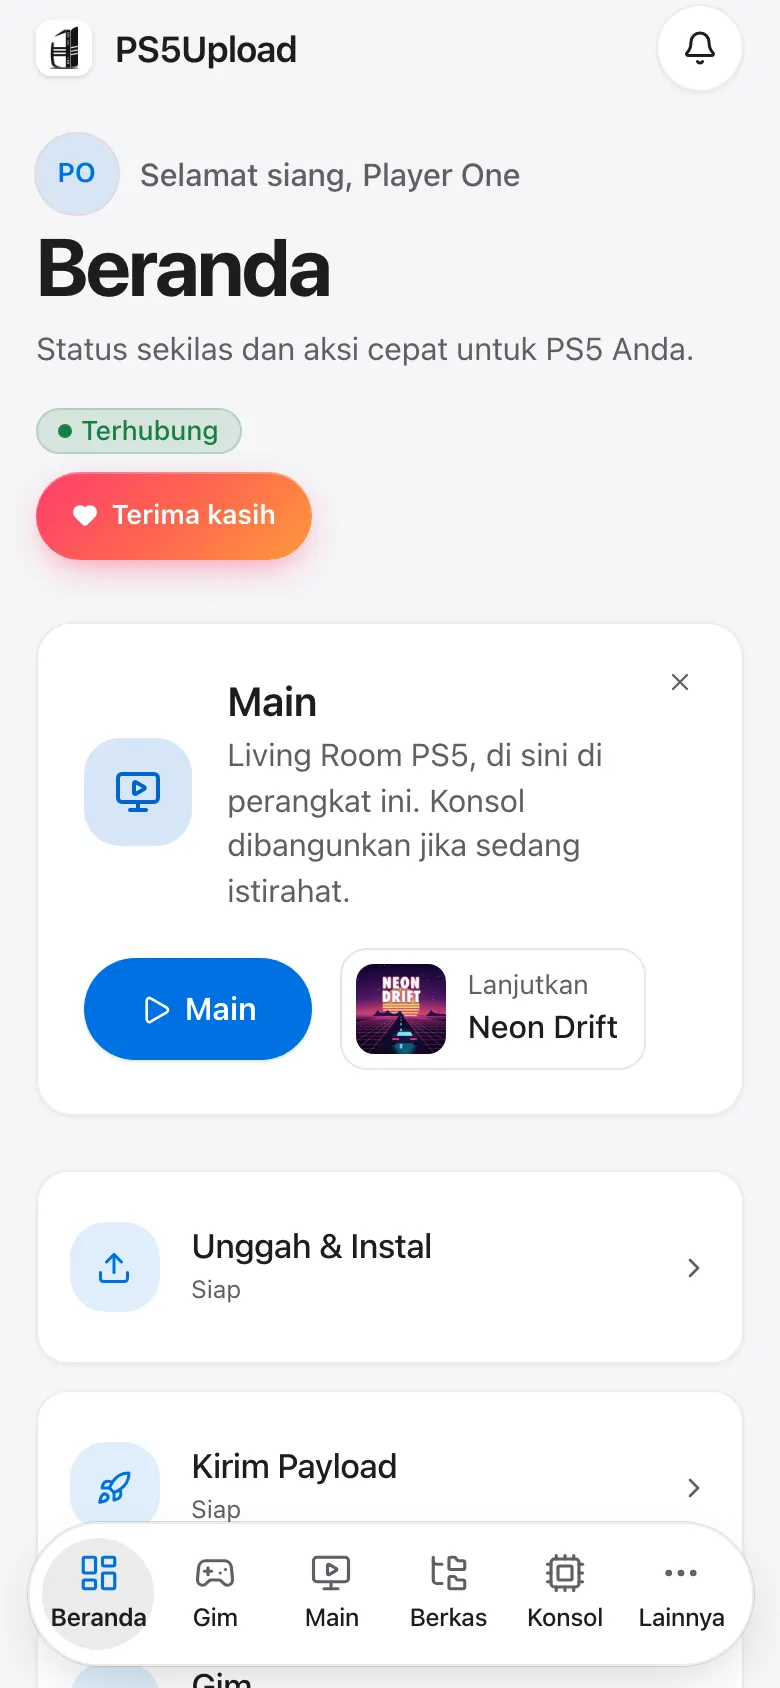 PS5Upload
PO
Selamat siang, Player One
Beranda
Status sekilas dan aksi cepat untuk PS5 Anda.
Terhubung
Terima kasih
Main
Living Room PS5, di sini di
perangkat ini. Konsol
dibangunkan jika sedang
istirahat.
Main
NEON
DRIFT
Lanjutkan
Neon Drift
Unggah & Instal
Siap
Kirim Payload
Siap
Beranda
Gim
Main
Berkas
Konsol
Lainnya
Gim